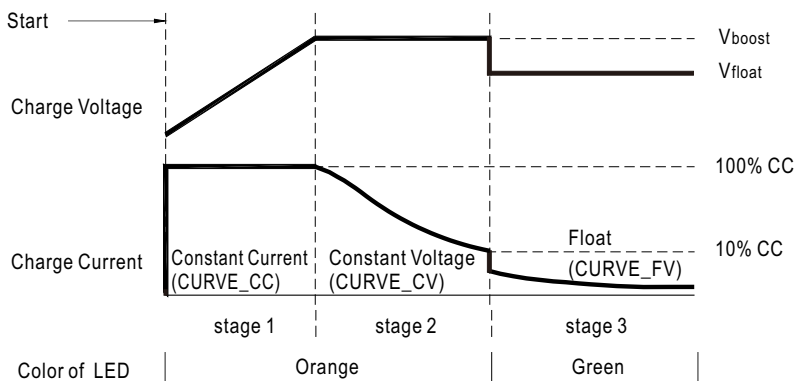 Start
Vboost
Vfloat
Charge Voltage
100% CC
Float
10% CC
Charge Current
Constant Current
(CURVE_CC)
Constant Voltage
(CURVE_CV)
(CURVE_FV)
stage 1
stage 2
stage 3
Color of LED
Orange
Green